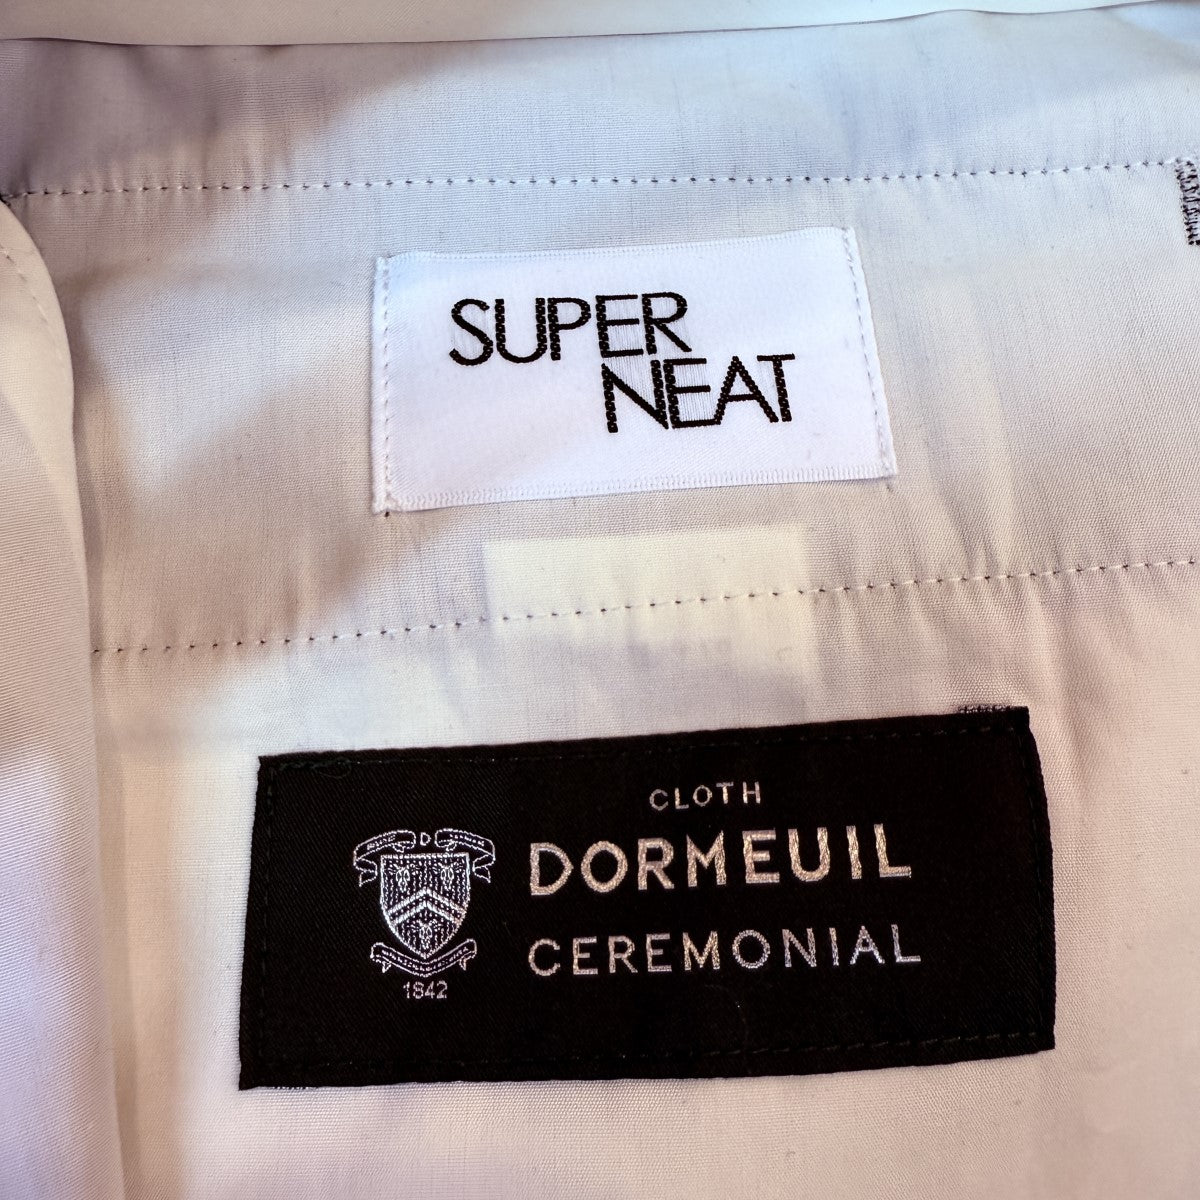 SUPER
NEAT
CLOTH
D
DORMEUIL
CEREMONIAL
1842